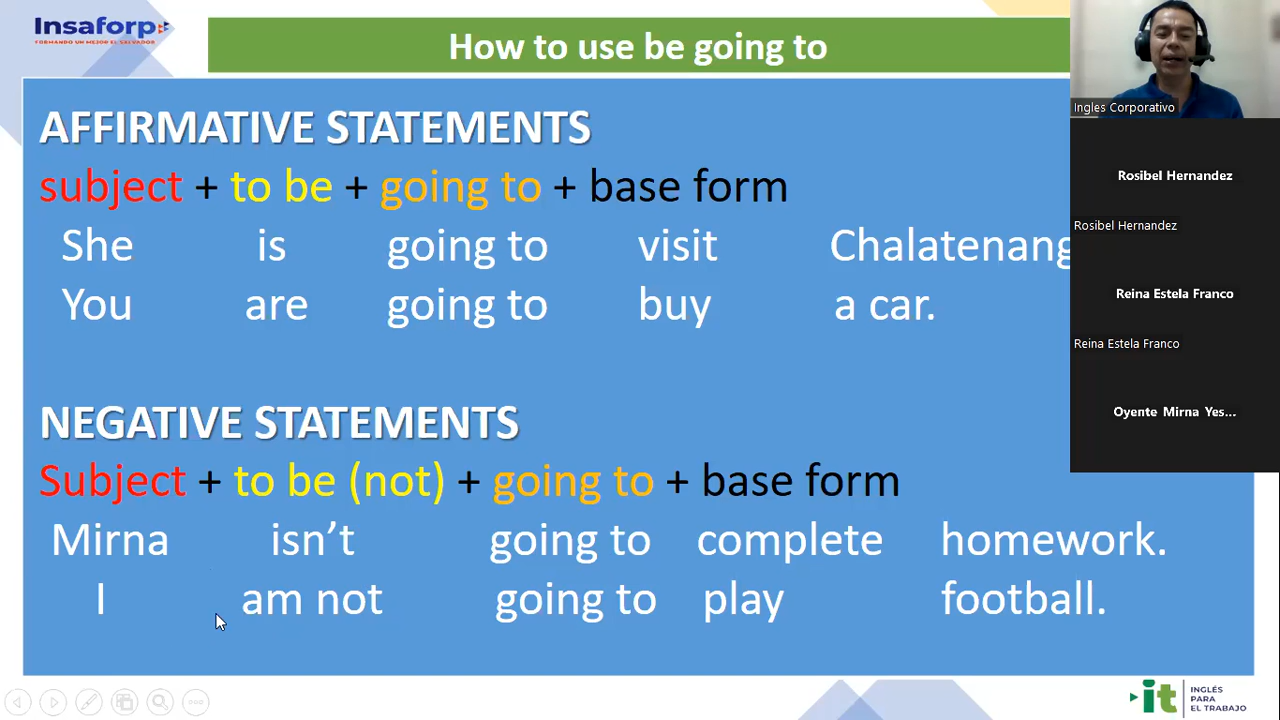 Insaforp
FORMANDO UN MEJOR EL SALVADOR
How to use be going to
AFFIRMATIVE STATEMENTS
subject + to be + going to + base form
She is going to visit Chalatenang
You are going to buy a car.
NEGATIVE STATEMENTS
Subject + to be (not) + going to + base form
Mirna isn’t going to complete homework.
I am not going to play football.
Ingles Corporativo
Rosibel Hernandez
Rosibel Hernandez
Reina Estela Franco
Reina Estela Franco
Oyente Mirna Yes...
it
INGLÉS
PARA
EL TRABAJO